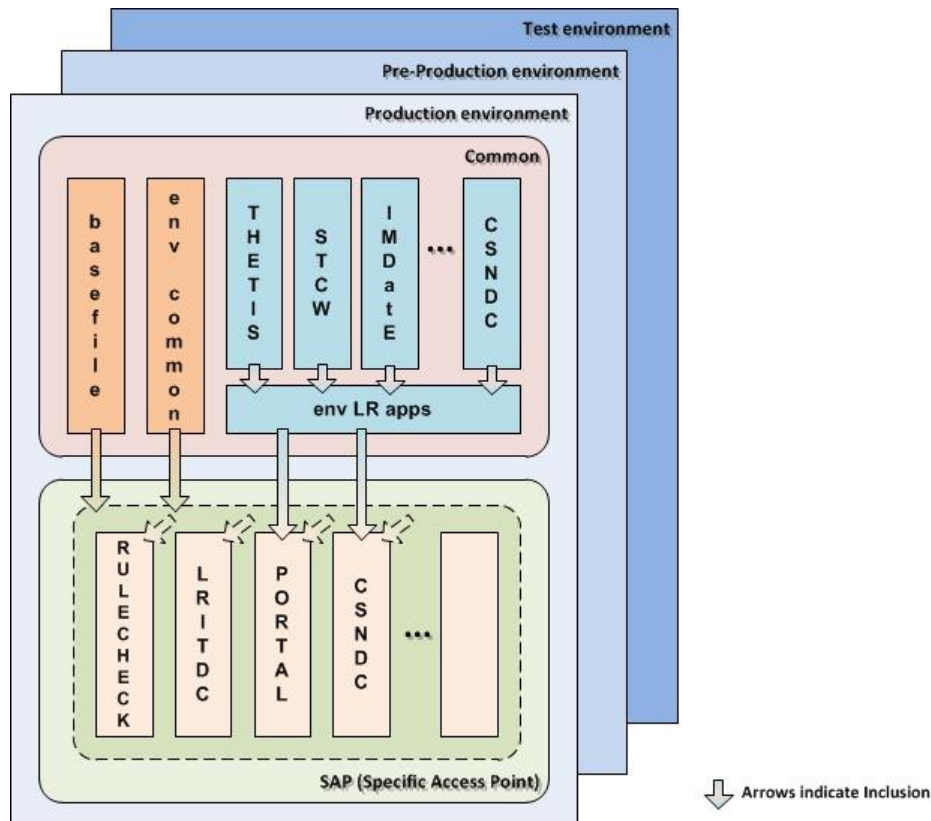 Test environment
Pre-Production environment
Production environment
Common
basefile
env common
THETIS
STCW
IMDatE
...
CSNDC
env LR apps
RULECHECK
LRITDC
PORTAL
CSNDC
...
SAP (Specific Access Point)
Arrows indicate Inclusion